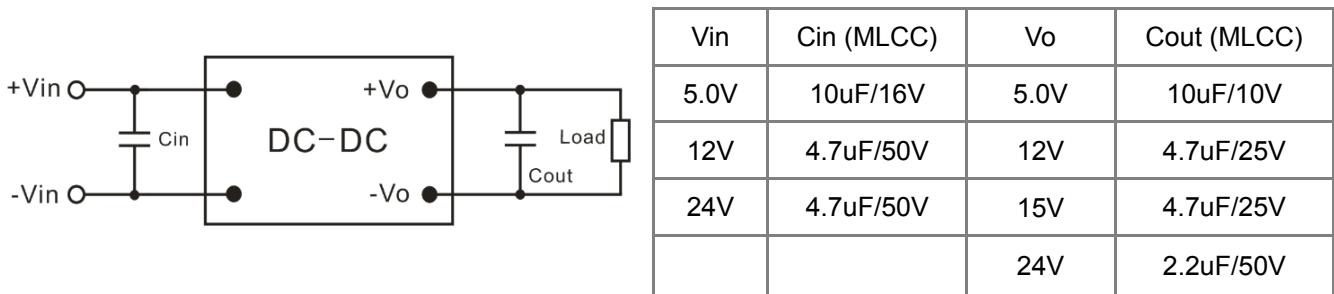 +Vin
-Vin
Cin
DC-DC
+Vo
-Vo
Cout
Load
Vin Cin (MLCC) Vo Cout (MLCC)
5.0V 10uF/16V 5.0V 10uF/10V
12V 4.7uF/50V 12V 4.7uF/25V
24V 4.7uF/50V 15V 4.7uF/25V
24V 2.2uF/50V